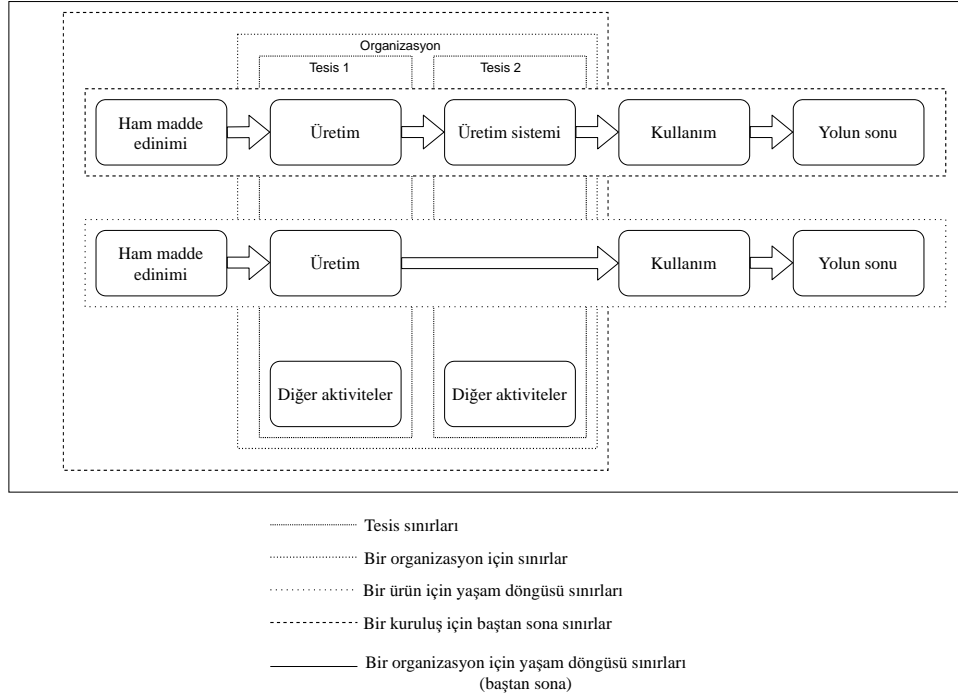 Organizasyon
Tesis 1
Tesis 2
Ham madde
edinimi
Üretim
Üretim sistemi
Kullanım
Yolun sonu
Ham madde
edinimi
Üretim
Kullanım
Yolun sonu
Diğer aktiviteler
Diğer aktiviteler
Tesis sınırları
Bir organizasyon için sınırlar
Bir ürün için yaşam döngüsü sınırları
Bir kuruluş için baştan sona sınırlar
Bir organizasyon için yaşam döngüsü sınırları
(baştan sona)